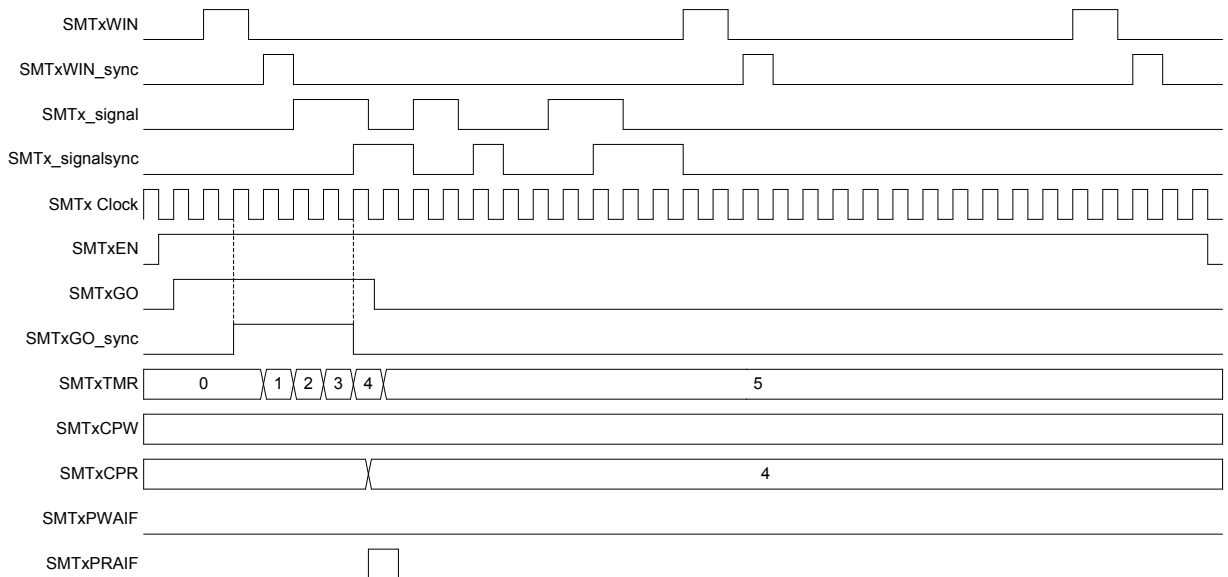 SMTxWIN
SMTxWIN_sync
SMTx_signal
SMTx_signalsync
SMTx Clock
SMTxEN
SMTxGO
SMTxGO_sync
SMTxTMR 0 1 2 3 4 5
SMTxCPW
SMTxCPR 4
SMTxPWAIF
SMTxPRAIF